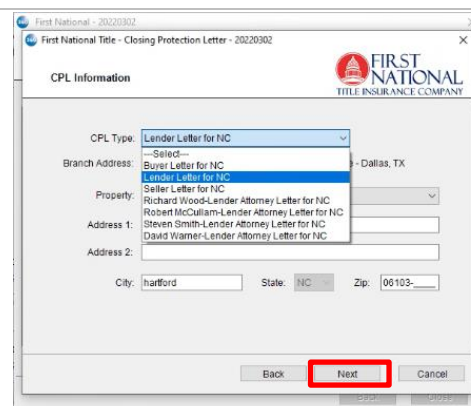 First National - 20220302
First National Title - Closing Protection Letter - 20220302
CPL Information
FIRST
NATIONAL
TITLE INSURANCE COMPANY
CPL Type: Lender Letter for NC
---Select---
Branch Address: Buyer Letter for NC - Dallas, TX
Lender Letter for NC
Seller Letter for NC
Property: Richard Wood-Lender Attorney Letter for NC
Robert McCullam-Lender Attorney Letter for NC
Address 1: Steven Smith-Lender Attorney Letter for NC
David Warner-Lender Attorney Letter for NC
Address 2:
City: hartford State: NC Zip: 06103-____
Back Next Cancel
Back Close